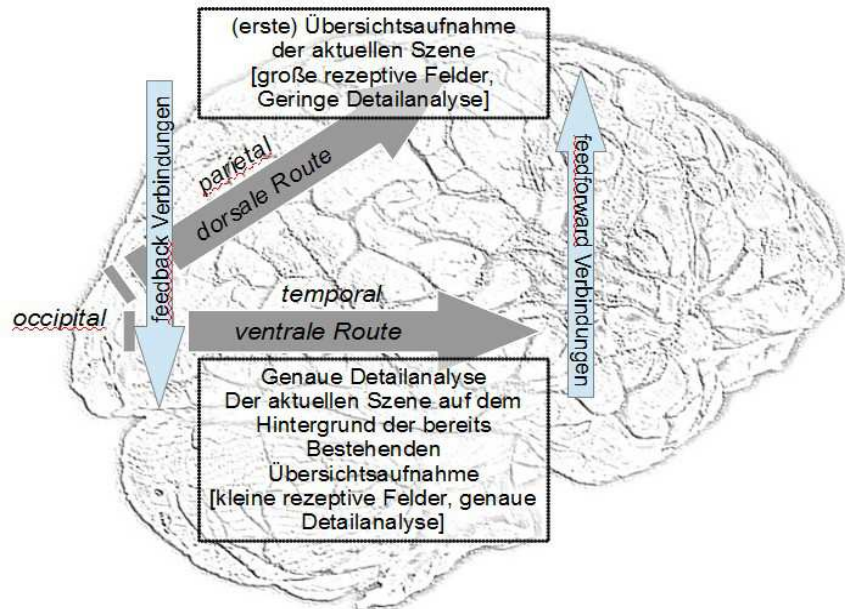 (erste) Übersichtsaufnahme
der aktuellen Szene
[große rezeptive Felder,
Geringe Detailanalyse]
feedback Verbindungen
parietal
dorsale Route
feedforward Verbindungen
occipital
temporal
ventrale Route
Genaue Detailanalyse
Der aktuellen Szene auf dem
Hintergrund der bereits
Bestehenden
Übersichtsaufnahme
[kleine rezeptive Felder, genaue
Detailanalyse]